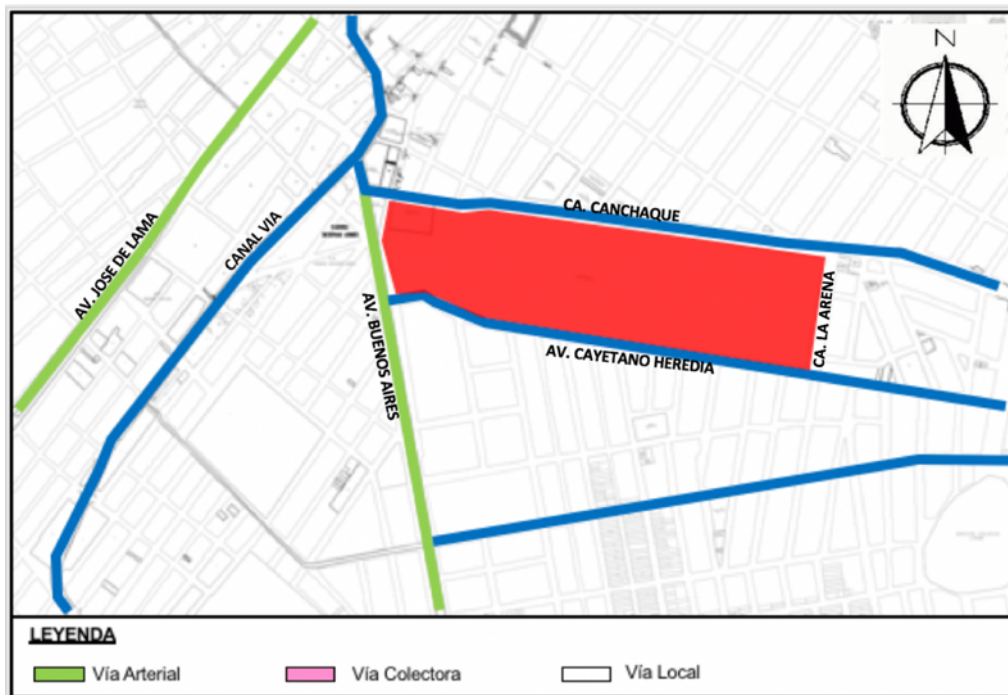 N
CA. CANCHAQUE
AV. JOSE DE LAMA
CANAL VIA
AV. BUENOS AIRES
CA. LA ARENA
AV. CAYETANO HEREDIA
LEYENDA
Vía Arterial
Vía Colectora
Vía Local